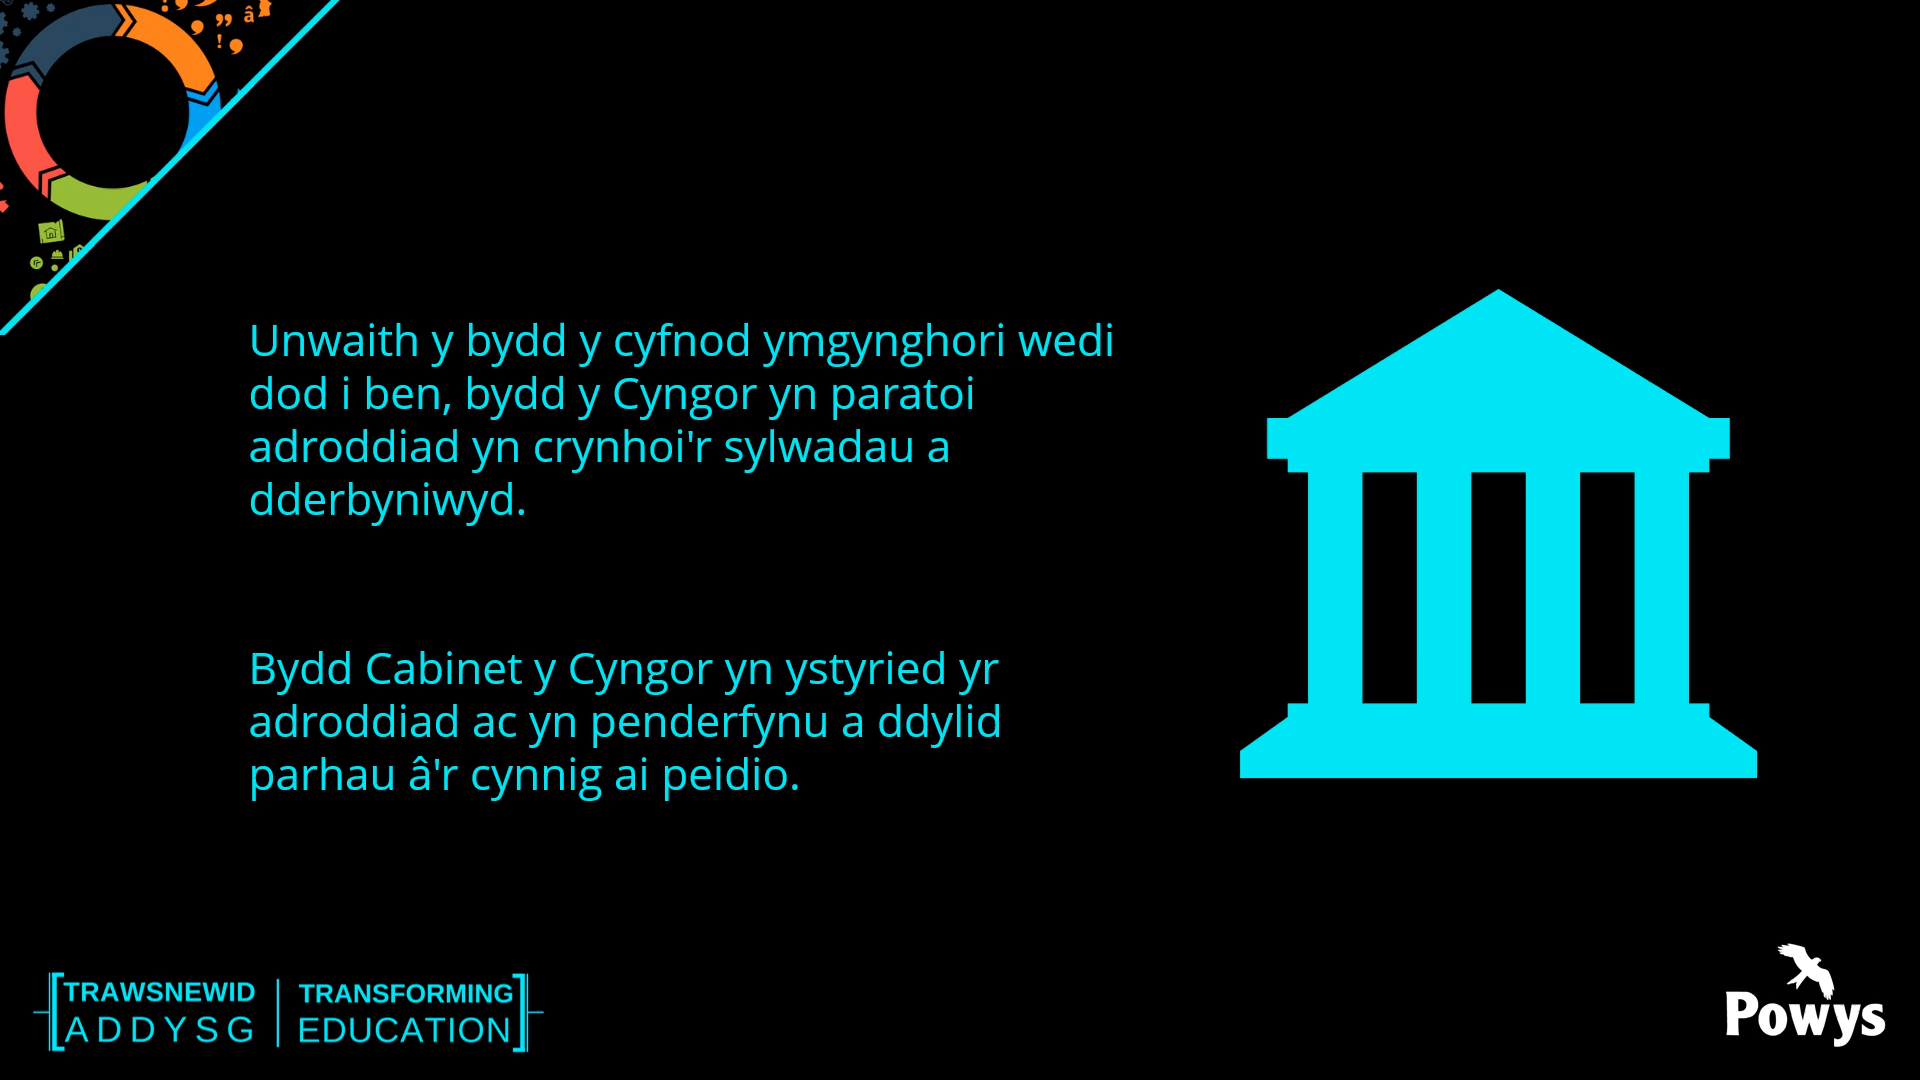 Unwaith y bydd y cyfnod ymgynghori wedi
dod i ben, bydd y Cyngor yn paratoi
adroddiad yn crynhoi'r sylwadau a
dderbyniwyd.
Bydd Cabinet y Cyngor yn ystyried yr
adroddiad ac yn penderfynu a ddylid
parhau â'r cynnig ai peidio.
TRAWSNEWID
ADDYSG
TRANSFORMING
EDUCATION
Powys